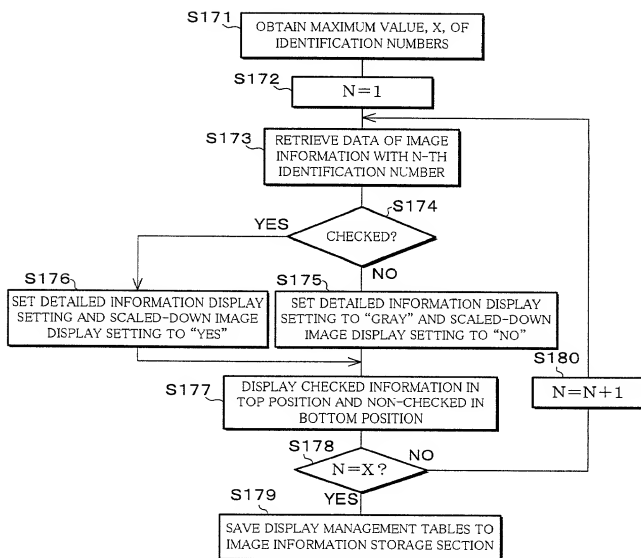 S171
OBTAIN MAXIMUM VALUE, X, OF
IDENTIFICATION NUMBERS
S172
N=1
S173
RETRIEVE DATA OF IMAGE
INFORMATION WITH N-TH
IDENTIFICATION NUMBER
S174
YES
CHECKED?
NO
S176
SET DETAILED INFORMATION DISPLAY
SETTING AND SCALED-DOWN IMAGE
DISPLAY SETTING TO "YES"
S175
SET DETAILED INFORMATION DISPLAY
SETTING TO "GRAY" AND SCALED-DOWN
IMAGE DISPLAY SETTING TO "NO"
S180
N=N+1
S177
DISPLAY CHECKED INFORMATION IN
TOP POSITION AND NON-CHECKED IN
BOTTOM POSITION
S178
N=X?
NO
YES
S179
SAVE DISPLAY MANAGEMENT TABLES TO
IMAGE INFORMATION STORAGE SECTION